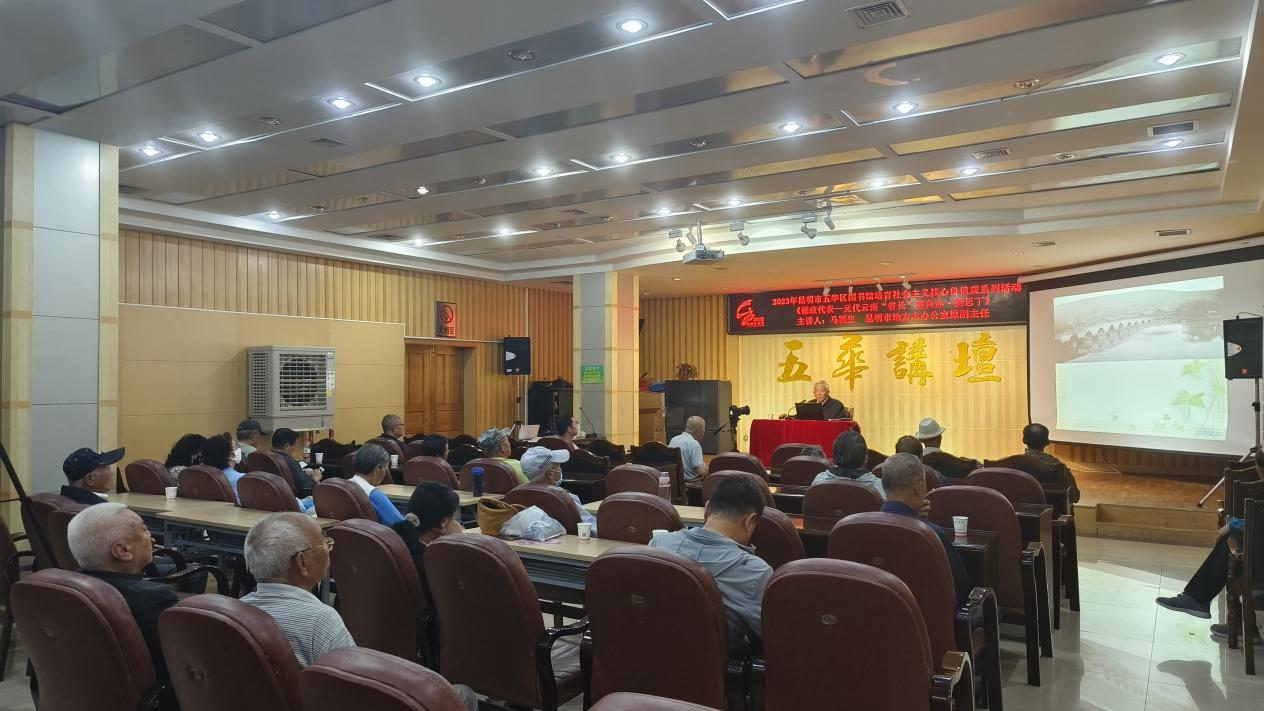 2023年昆明市五华区图书馆培育社会主义核心价值观系列活动
《德政代表—元代云南“省长”赛典赤·赡思丁》
主讲人：马颖生 昆明市地方志办公室原副主任
五華講壇